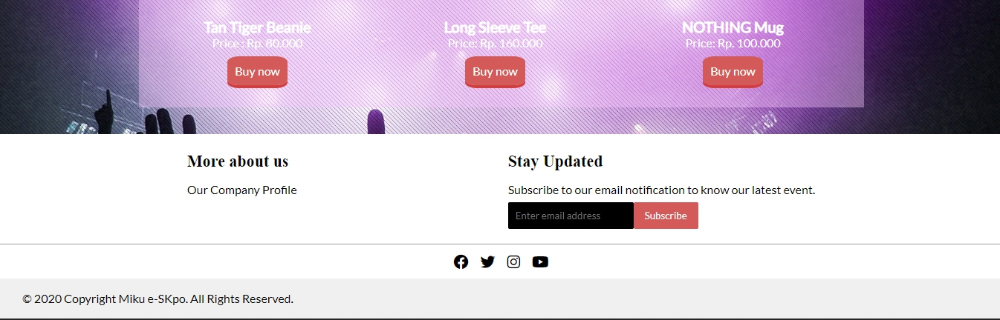 Tan Tiger Beanie
Price : Rp. 80.000
Buy now
Long Sleeve Tee
Price: Rp. 160.000
Buy now
NOTHING Mug
Price: Rp. 100.000
Buy now
More about us
Our Company Profile
Stay Updated
Subscribe to our email notification to know our latest event.
Enter email address
Subscribe
© 2020 Copyright Miku e-SKpo. All Rights Reserved.